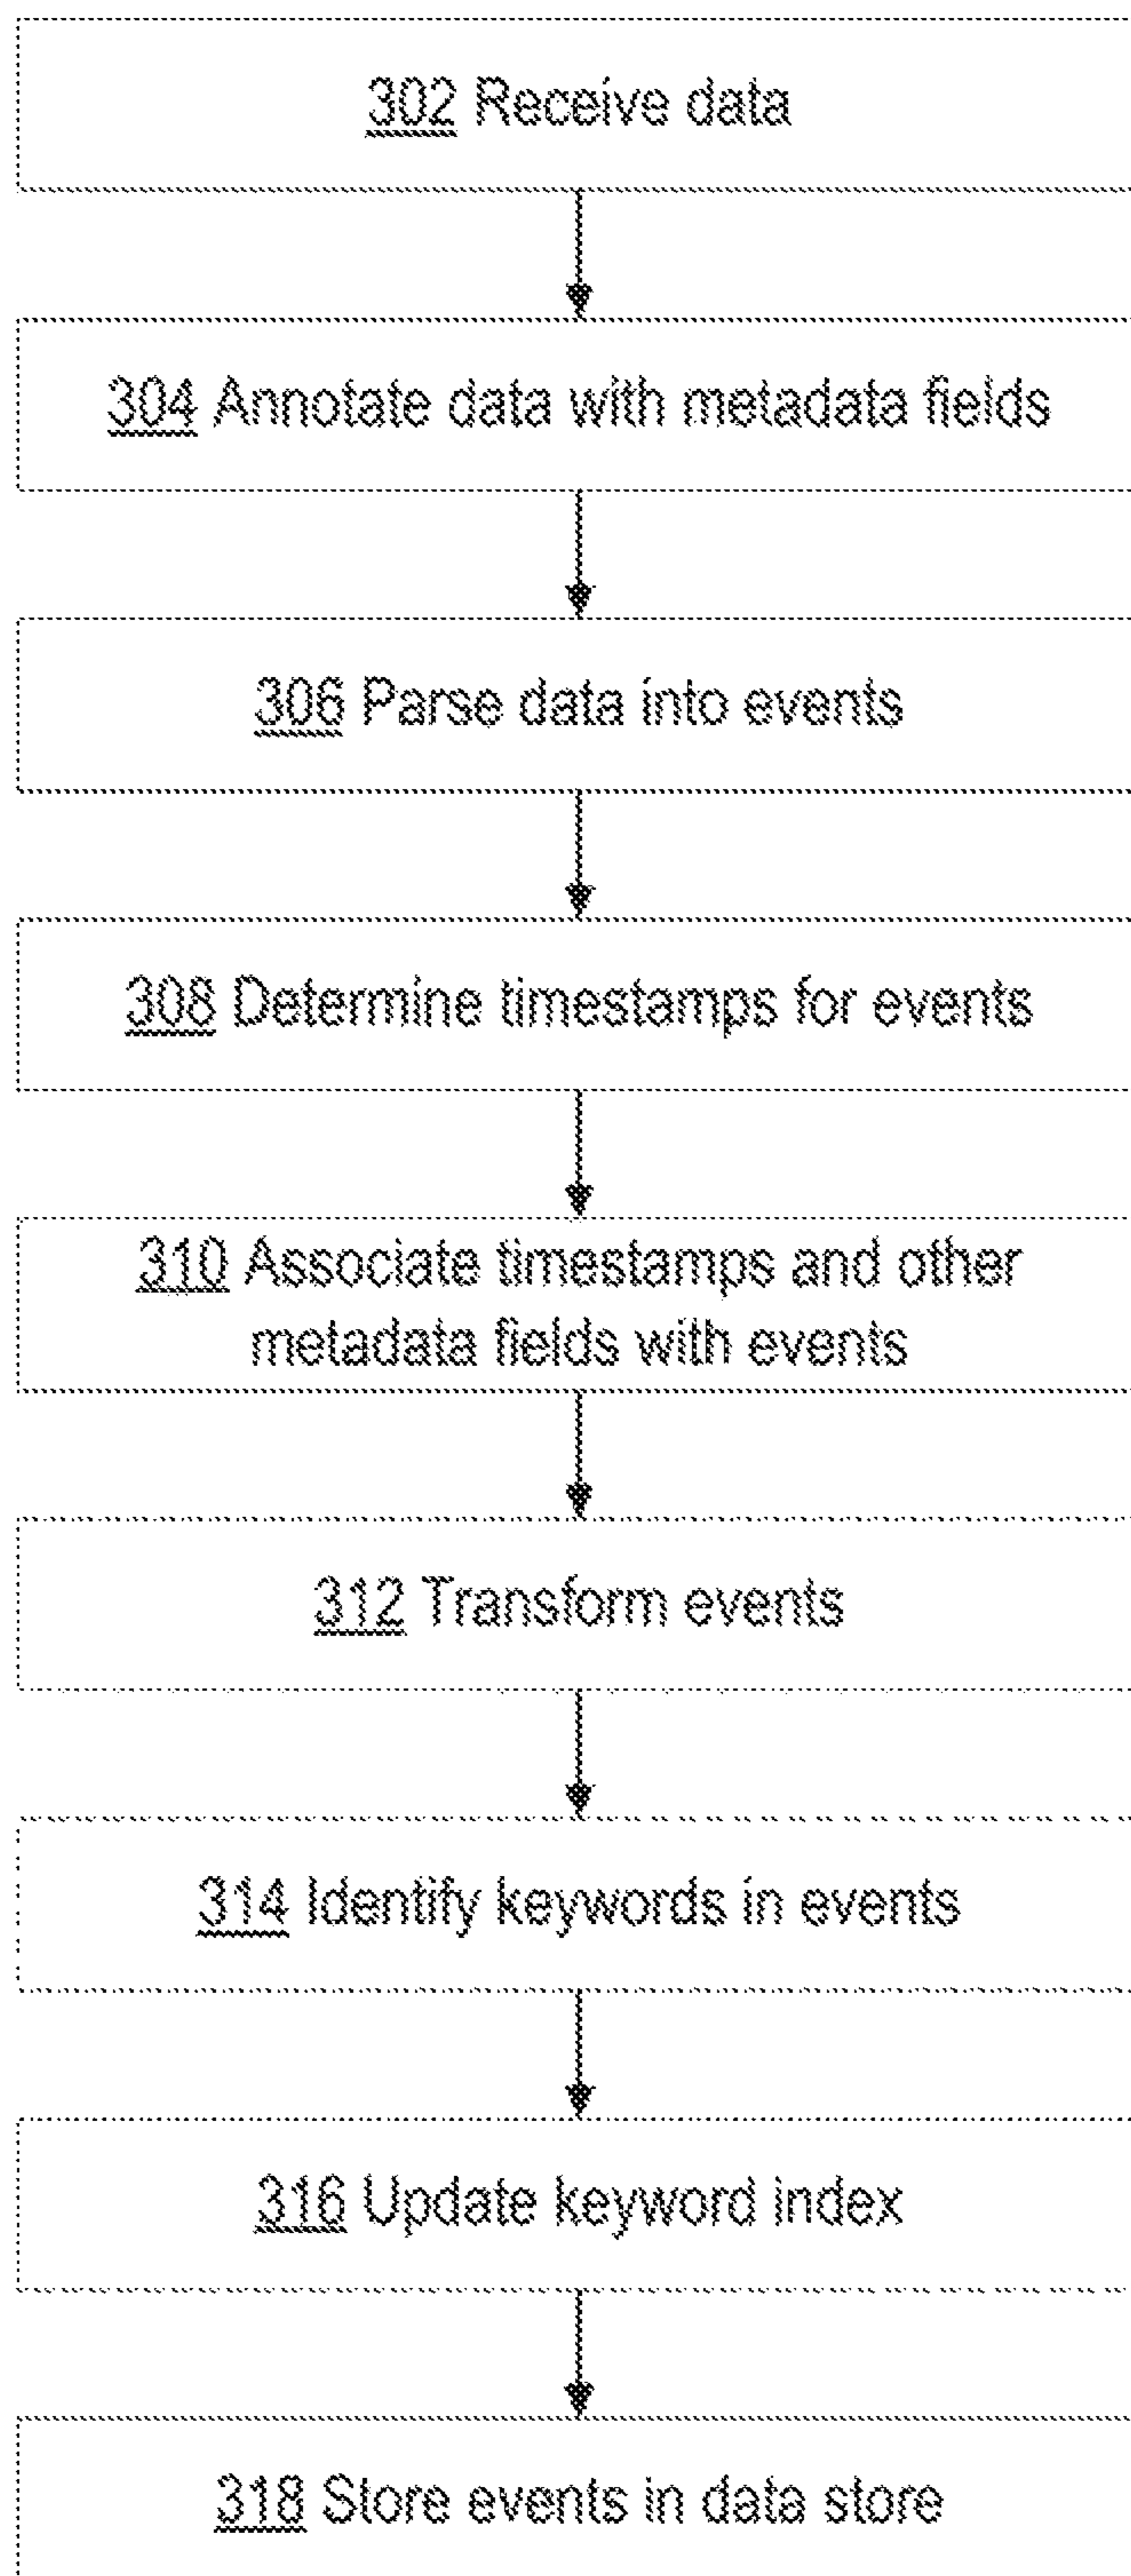 302 Receive data
304 Annotate data with metadata fields
306 Parse data into events
308 Determine timestamps for events
310 Associate timestamps and other
metadata fields with events
312 Transform events
314 Identify keywords in events
316 Update keyword index
318 Store events in data store